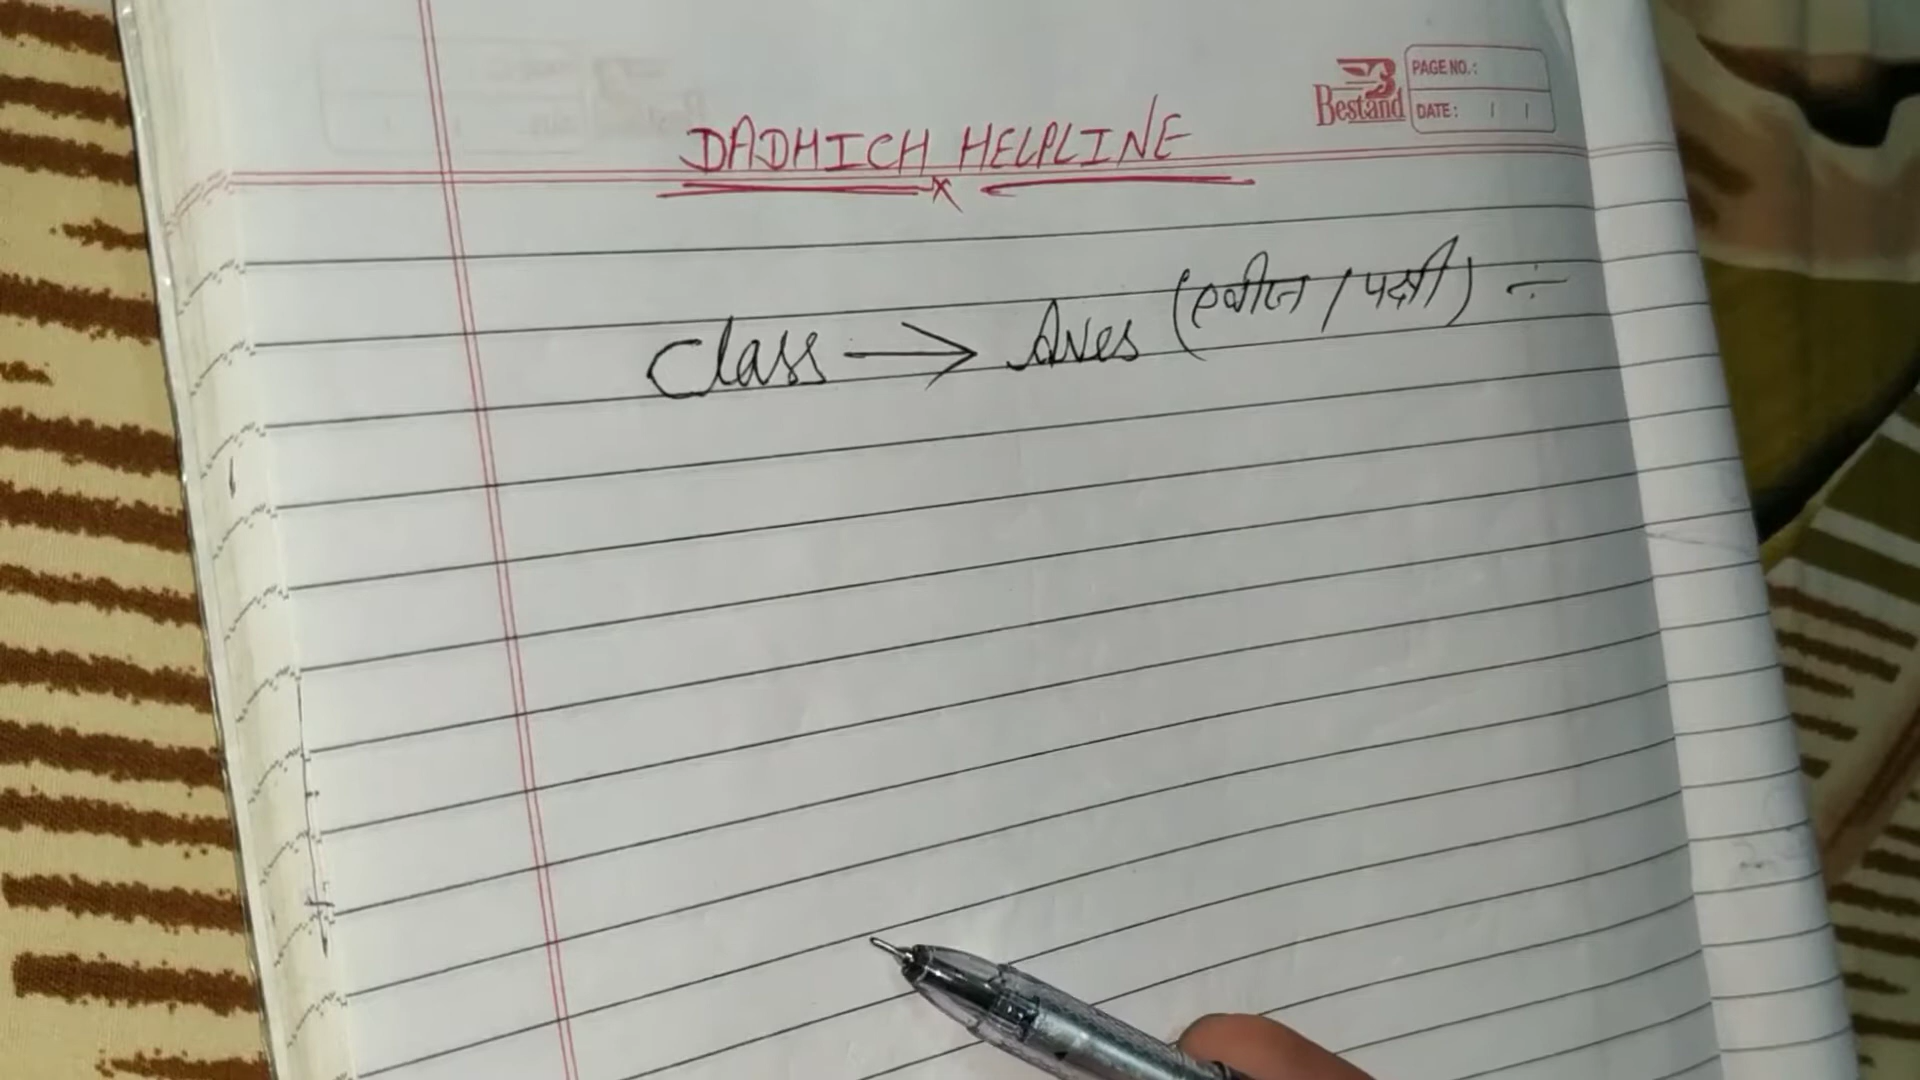 Bestand
PAGE NO.:
DATE: / /
DADHICH HELPLINE
x
Class → Aves (एवीज / पक्षी) ÷